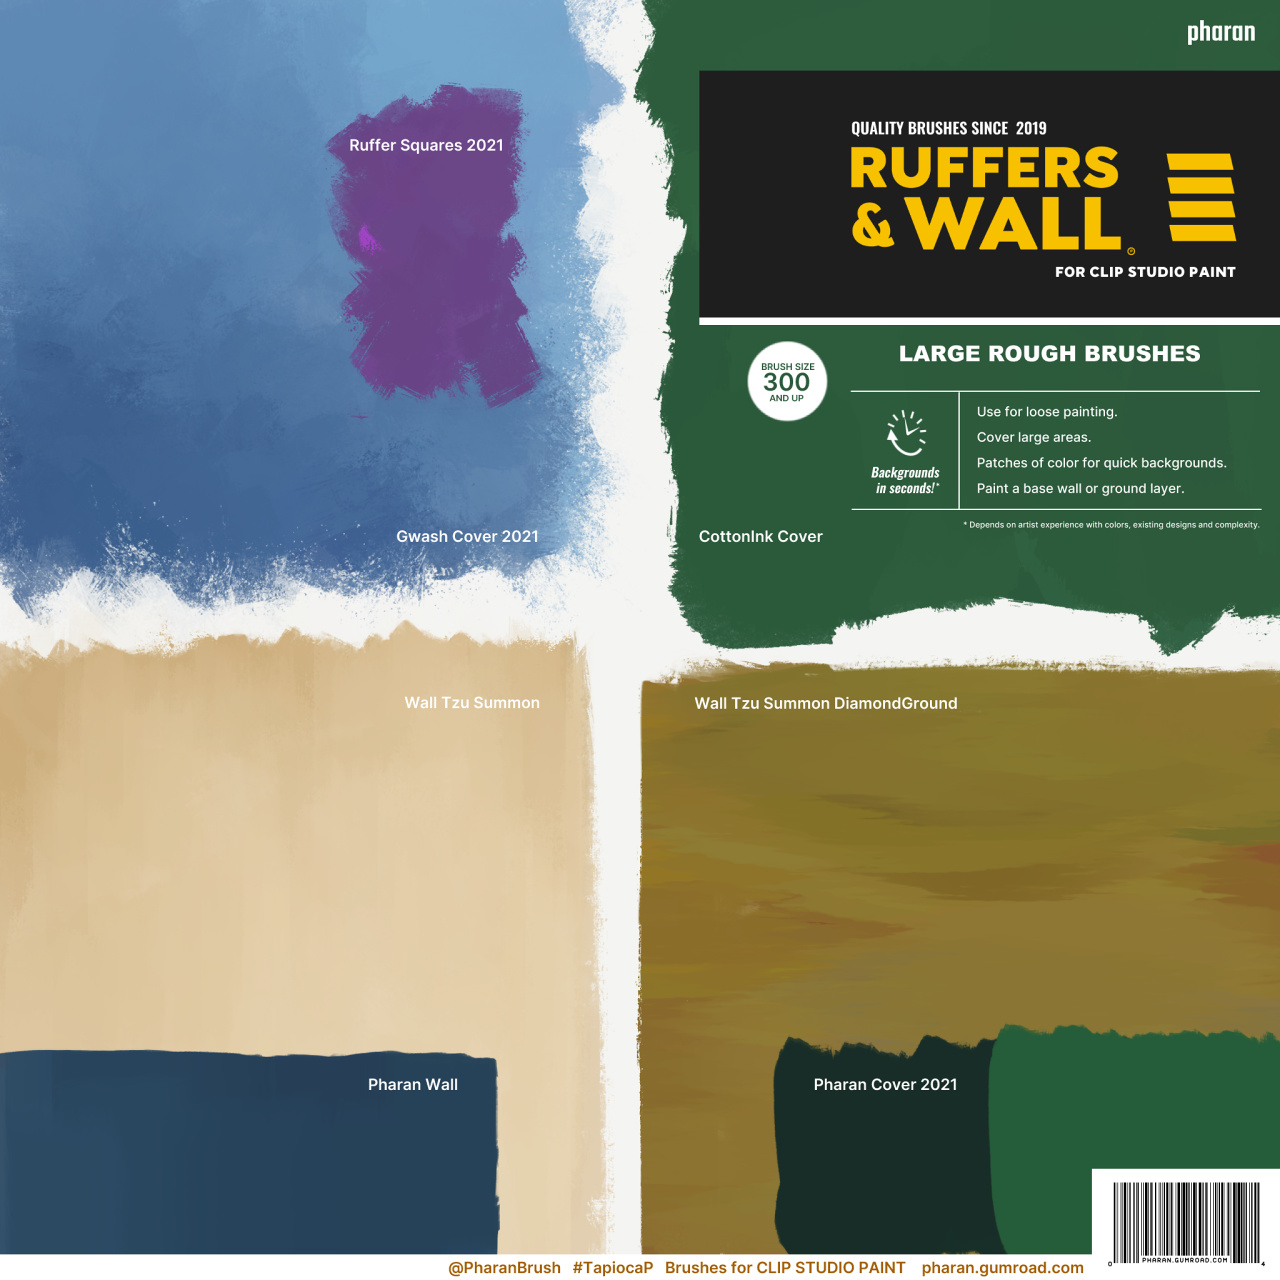 pharan
QUALITY BRUSHES SINCE 2019
RUFFERS
& WALL
FOR CLIP STUDIO PAINT
Ruffer Squares 2021
LARGE ROUGH BRUSHES
BRUSH SIZE
300
AND UP
Backgrounds
in seconds!*
Use for loose painting.
Cover large areas.
Patches of color for quick backgrounds.
Paint a base wall or ground layer.
* Depends on artist experience with colors, existing designs and complexity.
Gwash Cover 2021
CottonInk Cover
Wall Tzu Summon
Wall Tzu Summon DiamondGround
Pharan Wall
Pharan Cover 2021
0 PHARAN.GUMROAD.COM 4
@PharanBrush #TapiocaP Brushes for CLIP STUDIO PAINT pharan.gumroad.com